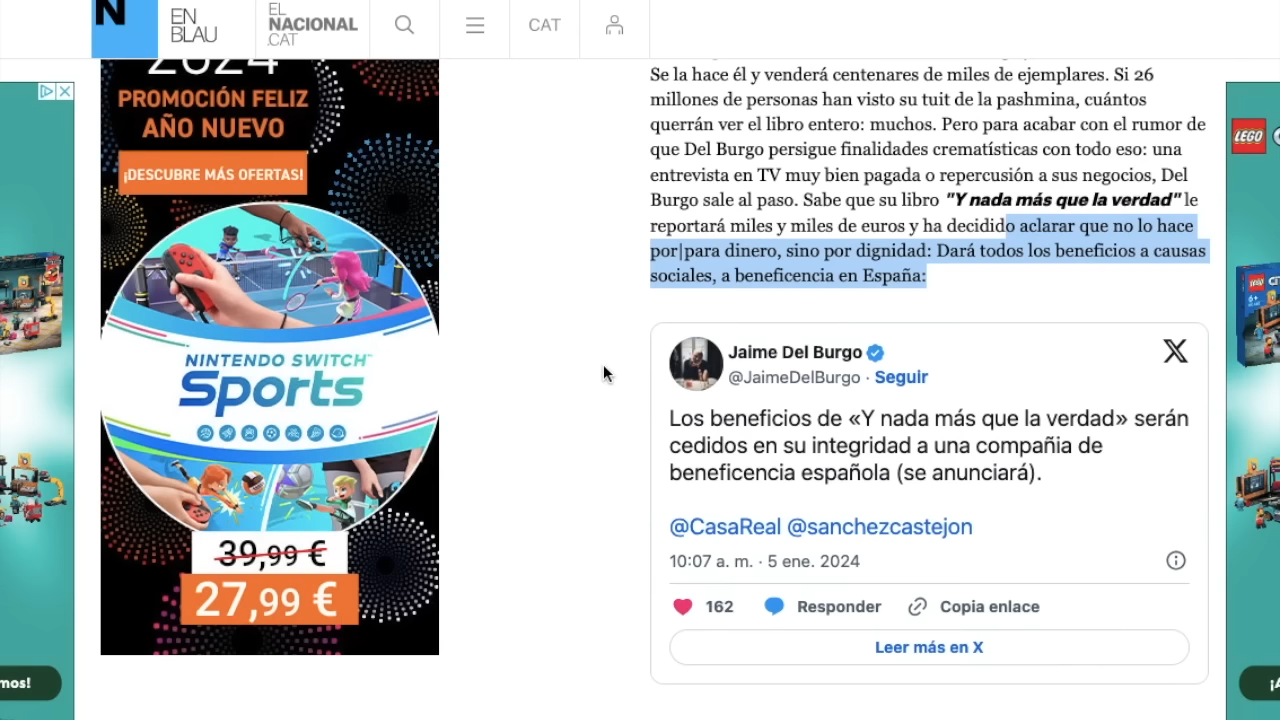 N
EN
BLAU
EL
NACIONAL
.CAT
CAT
2024
PROMOCIÓN FELIZ
AÑO NUEVO
¡DESCUBRE MÁS OFERTAS!
NINTENDO SWITCH™
Sports
39,99 €
27,99 €
mos!
Se la hace él y venderá centenares de miles de ejemplares. Si 26
millones de personas han visto su tuit de la pashmina, cuántos
querrán ver el libro entero: muchos. Pero para acabar con el rumor de
que Del Burgo persigue finalidades crematísticas con todo eso: una
entrevista en TV muy bien pagada o repercusión a sus negocios, Del
Burgo sale al paso. Sabe que su libro "Y nada más que la verdad" le
reportará miles y miles de euros y ha decidido aclarar que no lo hace
por|para dinero, sino por dignidad: Dará todos los beneficios a causas
sociales, a beneficencia en España:
Jaime Del Burgo
@JaimeDelBurgo · Seguir
Los beneficios de «Y nada más que la verdad» serán
cedidos en su integridad a una compañia de
beneficencia española (se anunciará).
@CasaReal @sanchezcastejon
10:07 a. m. · 5 ene. 2024
162 Responder Copia enlace
Leer más en X
LEGO
LEGO CIT
6+
¡A